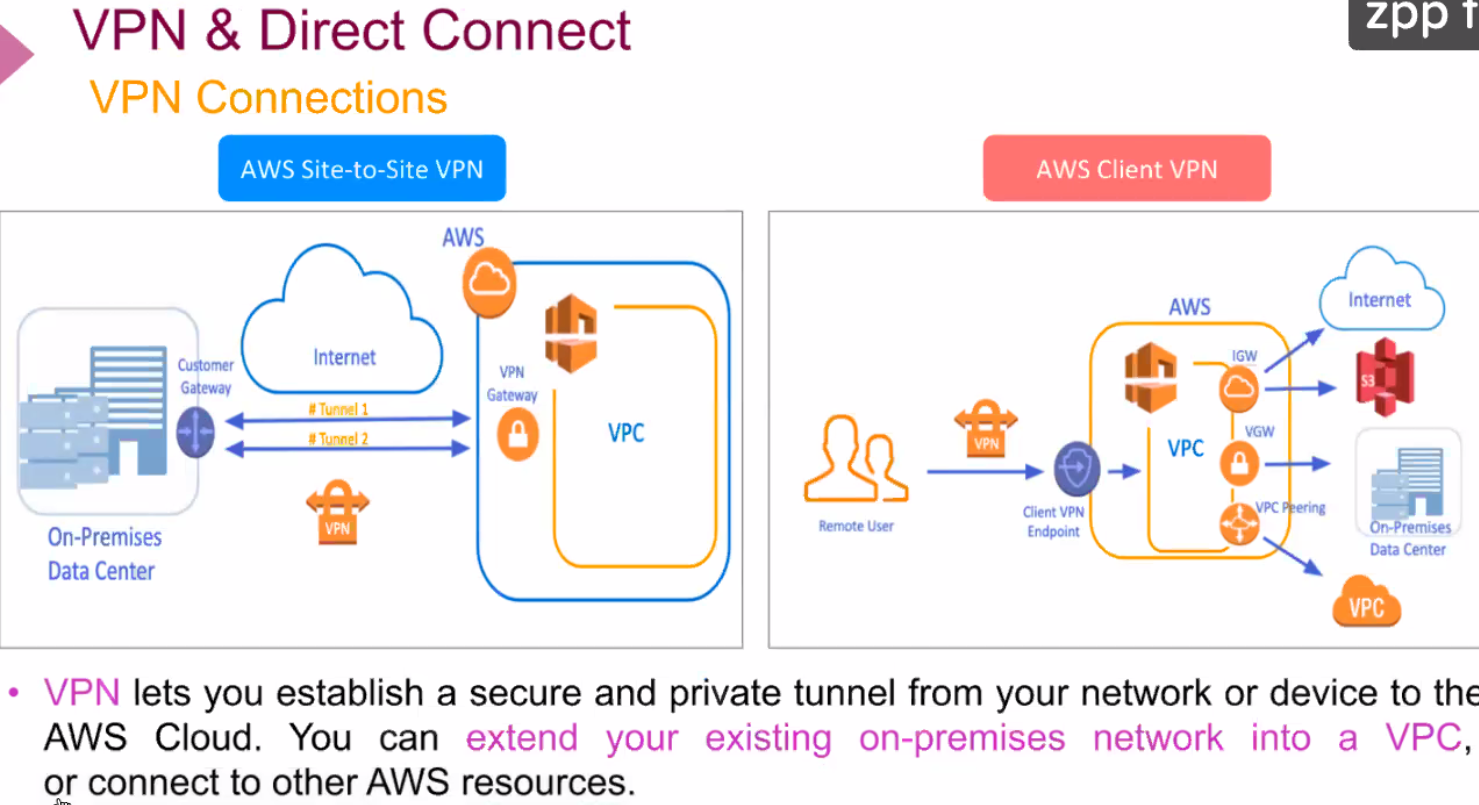 VPN & Direct Connect
zpp f
VPN Connections
AWS Site-to-Site VPN
AWS
Internet
Customer
Gateway
# Tunnel 1
# Tunnel 2
VPN
Gateway
VPC
VPN
On-Premises
Data Center
AWS Client VPN
Internet
AWS
IGW
S3
VPN
VPC
VGW
Remote User
Client VPN
Endpoint
VPC Peering
On-Premises
Data Center
VPC
• VPN lets you establish a secure and private tunnel from your network or device to the
AWS Cloud. You can extend your existing on-premises network into a VPC,
or connect to other AWS resources.